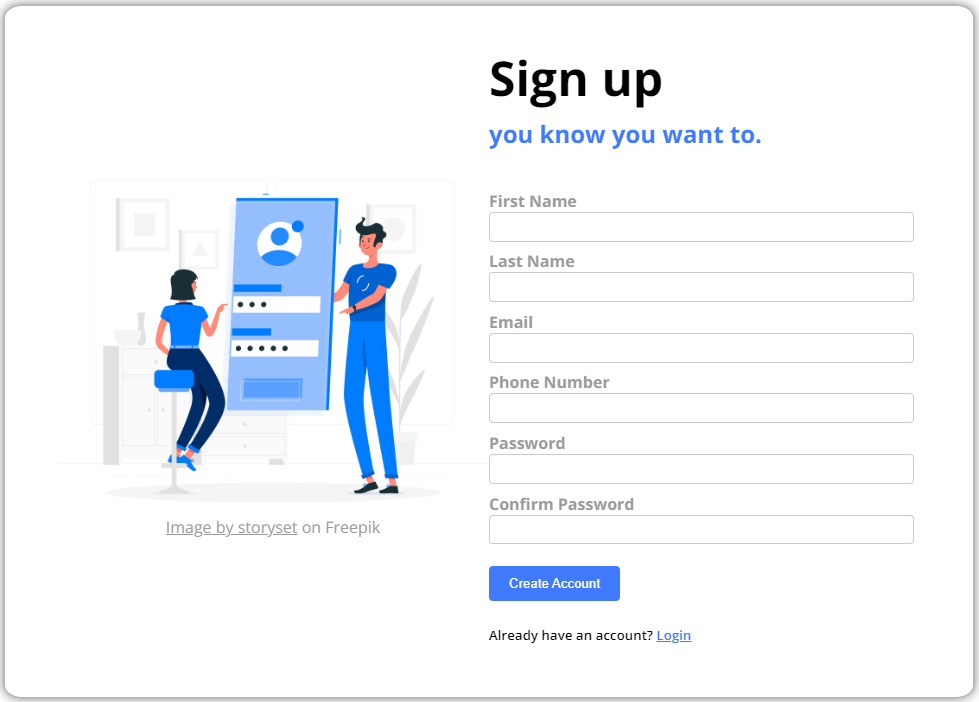 Sign up
you know you want to.
First Name
Last Name
Email
Phone Number
Password
Confirm Password
Create Account
Already have an account? Login
Image by storyset on Freepik